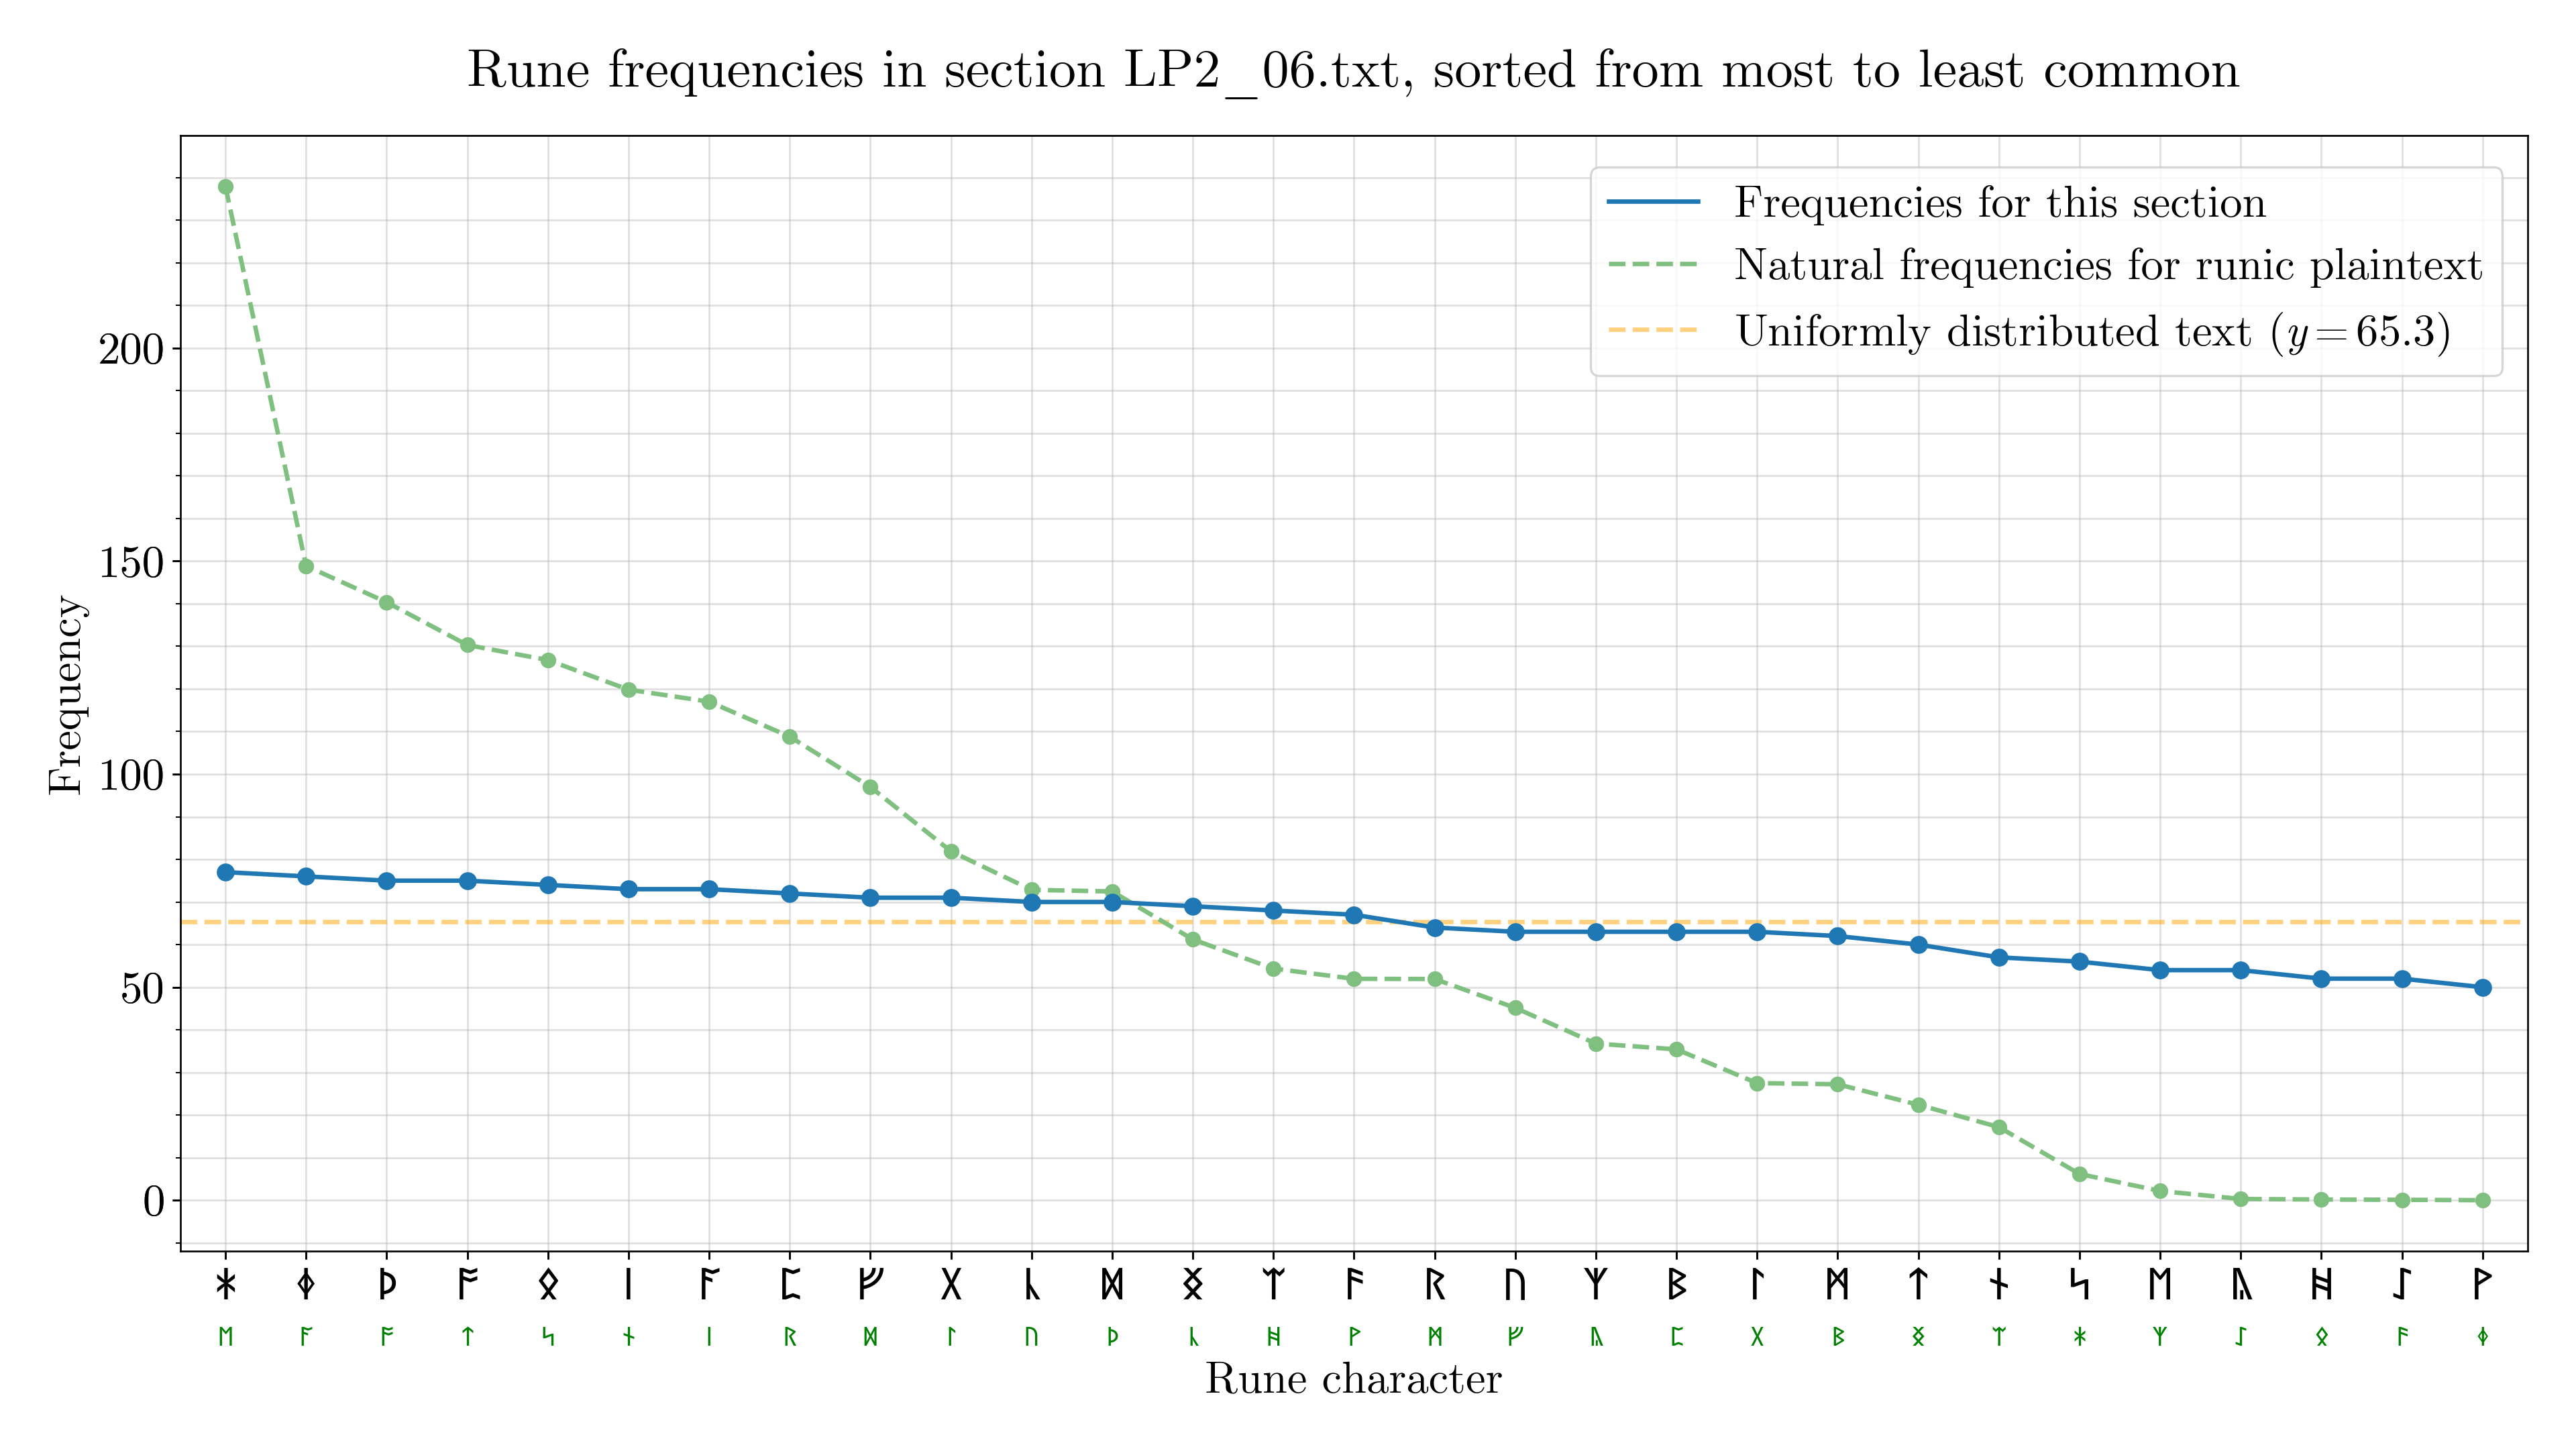 Rune frequencies in section LP2_06.txt, sorted from most to least common
Frequencies for this section
Natural frequencies for runic plaintext
Uniformly distributed text (y = 65.3)
Frequency
200
150
100
50
0
ᛡ ᛄ ᚦ ᚩ ᛟ ᛁ ᚪ ᛈ ᚠ ᚷ ᚳ ᛞ ᛝ ᛠ ᚫ ᚱ ᚢ ᛉ ᛒ ᛚ ᛗ ᛏ ᚾ ᛋ ᛖ ᚣ ᚻ ᛇ ᚹ
ᛖ ᚪ ᚩ ᛏ ᛋ ᚾ ᛁ ᚱ ᛞ ᛚ ᚢ ᚦ ᚳ ᚻ ᚹ ᛗ ᚠ ᚣ ᛈ ᚷ ᛒ ᛝ ᛠ ᛡ ᛉ ᛇ ᛟ ᚫ ᛄ
Rune character